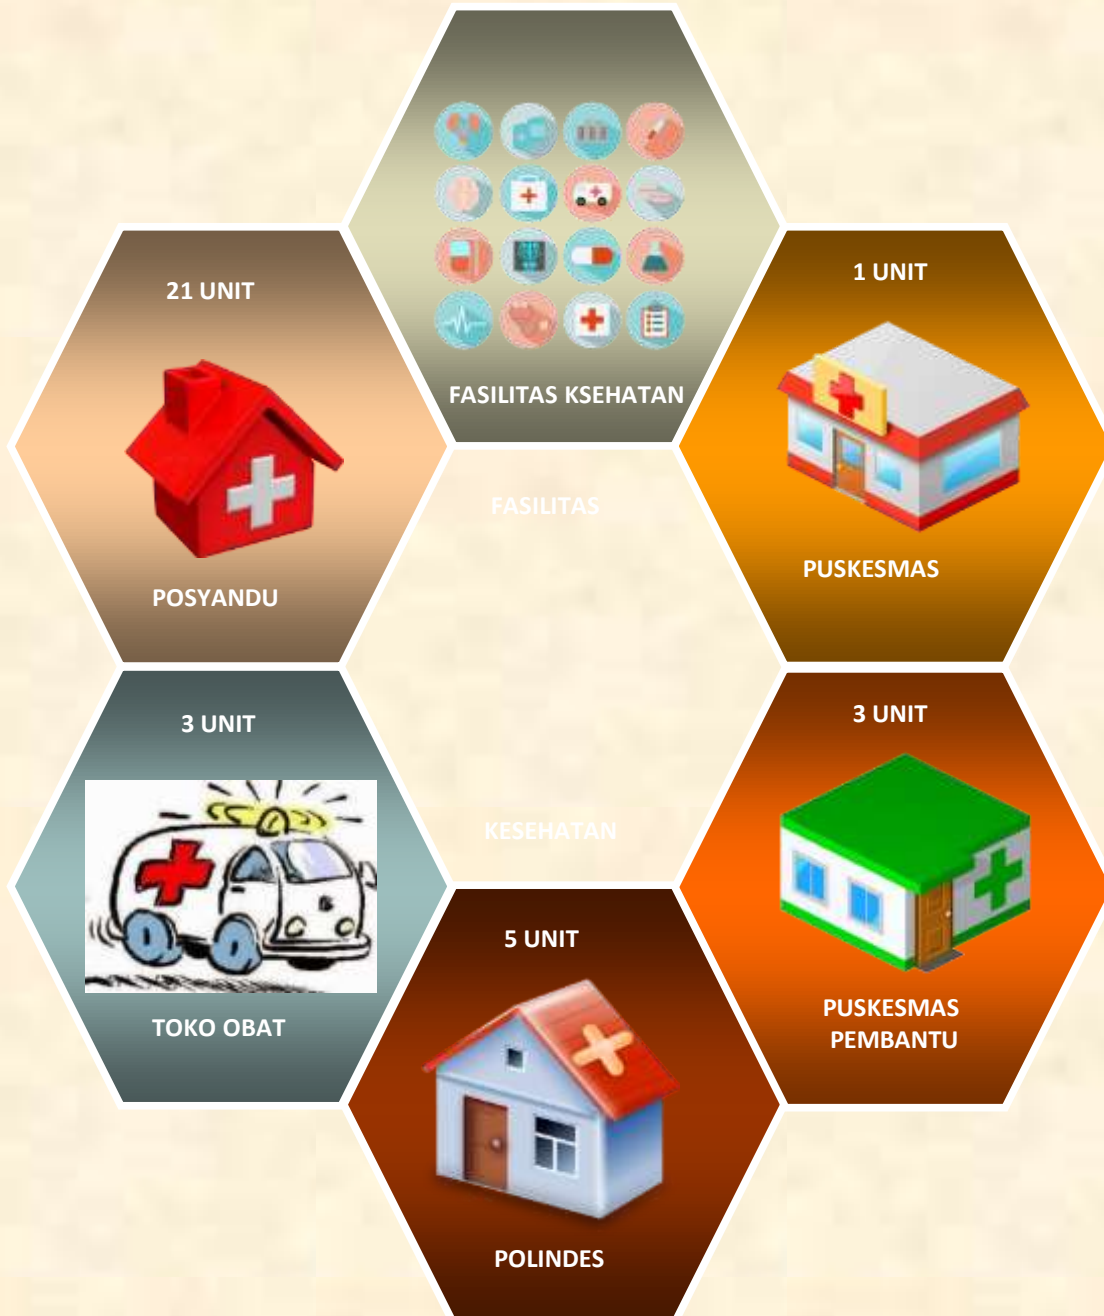 FASILITAS KSEHATAN
21 UNIT
POSYANDU
1 UNIT
PUSKESMAS
FASILITAS
KESEHATAN
3 UNIT
TOKO OBAT
3 UNIT
PUSKESMAS
PEMBANTU
5 UNIT
POLINDES